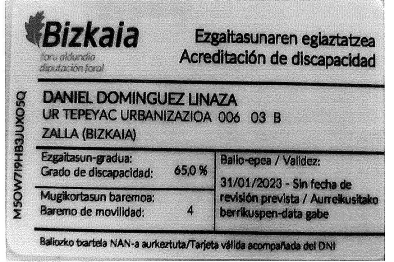 Bizkaia
foru aldundia
diputación foral
Ezgaitasunaren egiaztatzea
Acreditación de discapacidad
DANIEL DOMINGUEZ LINAZA
UR TEPEYAC URBANIZAZIOA 006 03 B
ZALLA (BIZKAIA)
Ezgaitasun-gradua:
Grado de discapacidad: 65,0 %
Mugikortasun baremoa:
Baremo de movilidad: 4
Balio-epea / Validez:
31/01/2023 - Sin fecha de
revisión prevista / Aurreikusitako
berrikuspen-data gabe
Baliozko txartela NAN-a aurkeztuta/Tarjeta válida acompañada del DNI